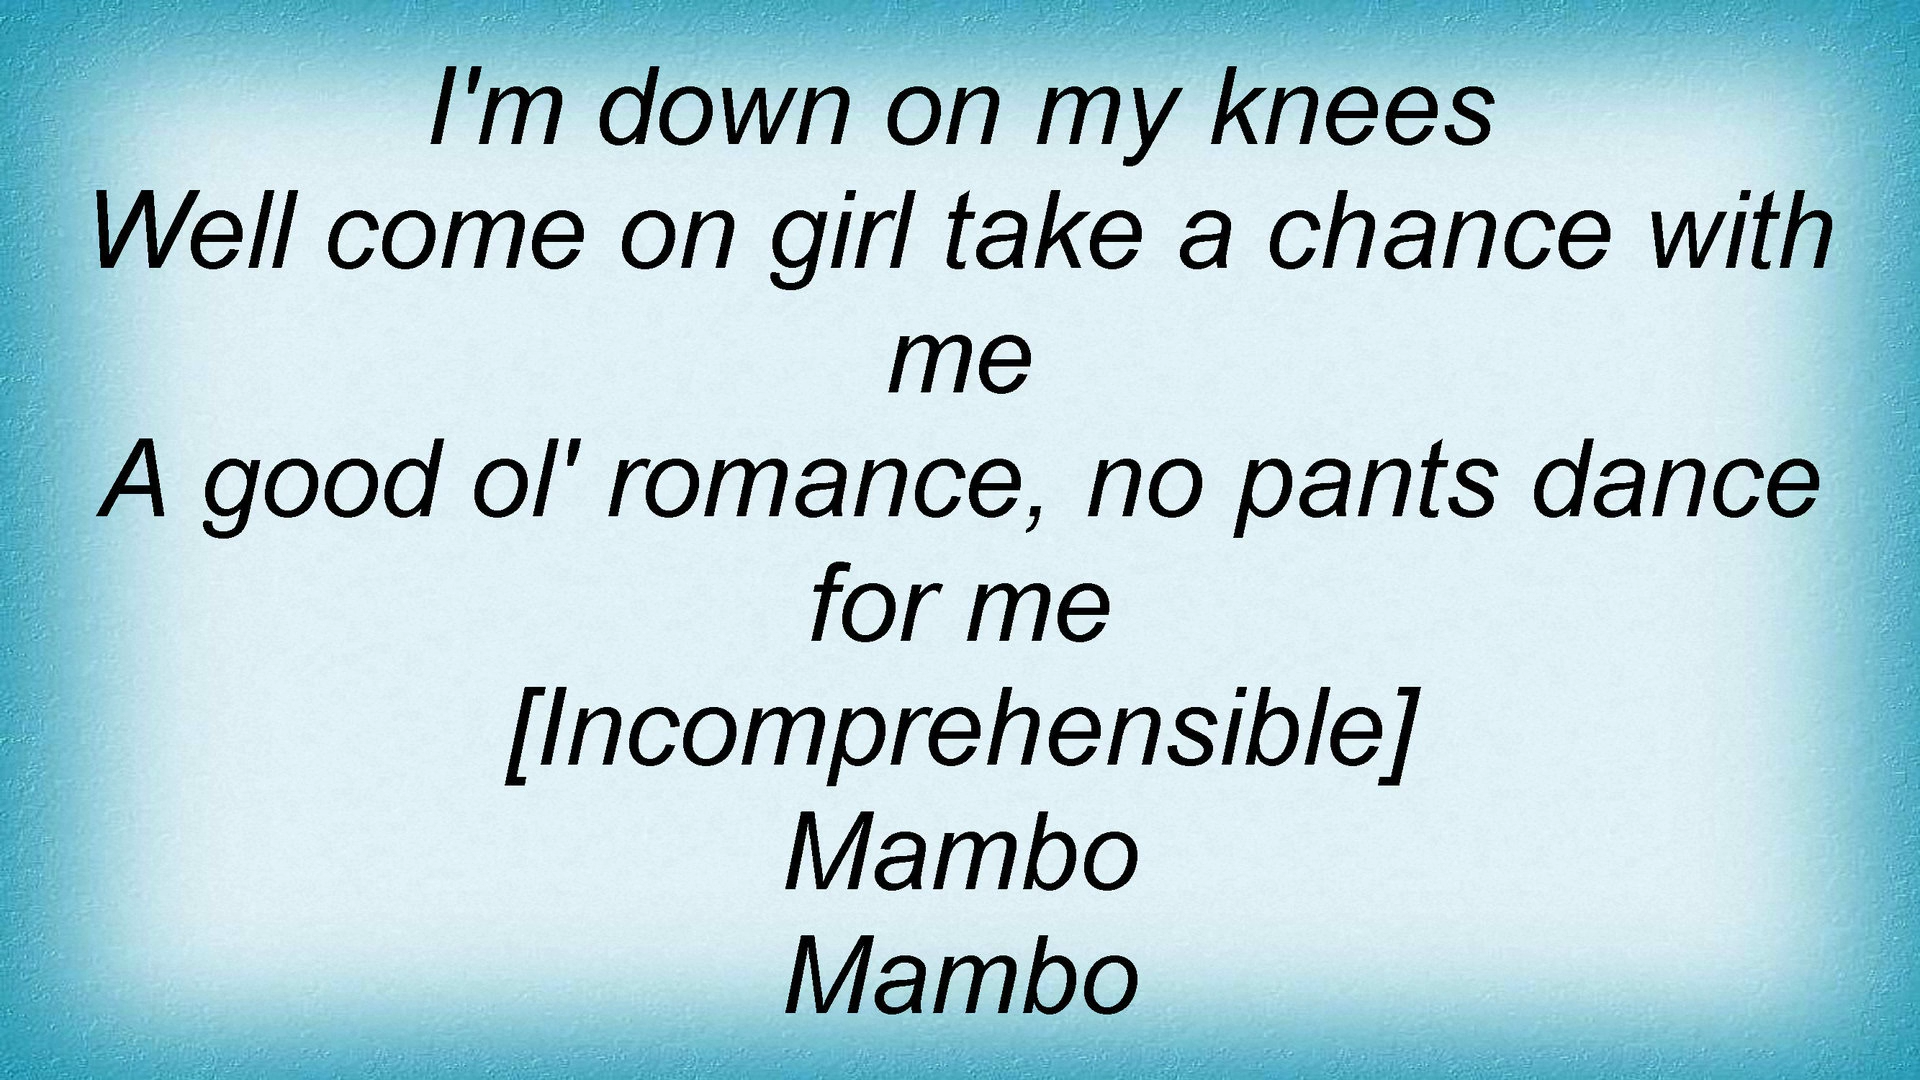 I'm down on my knees
Well come on girl take a chance with
me
A good ol' romance, no pants dance
for me
[Incomprehensible]
Mambo
Mambo